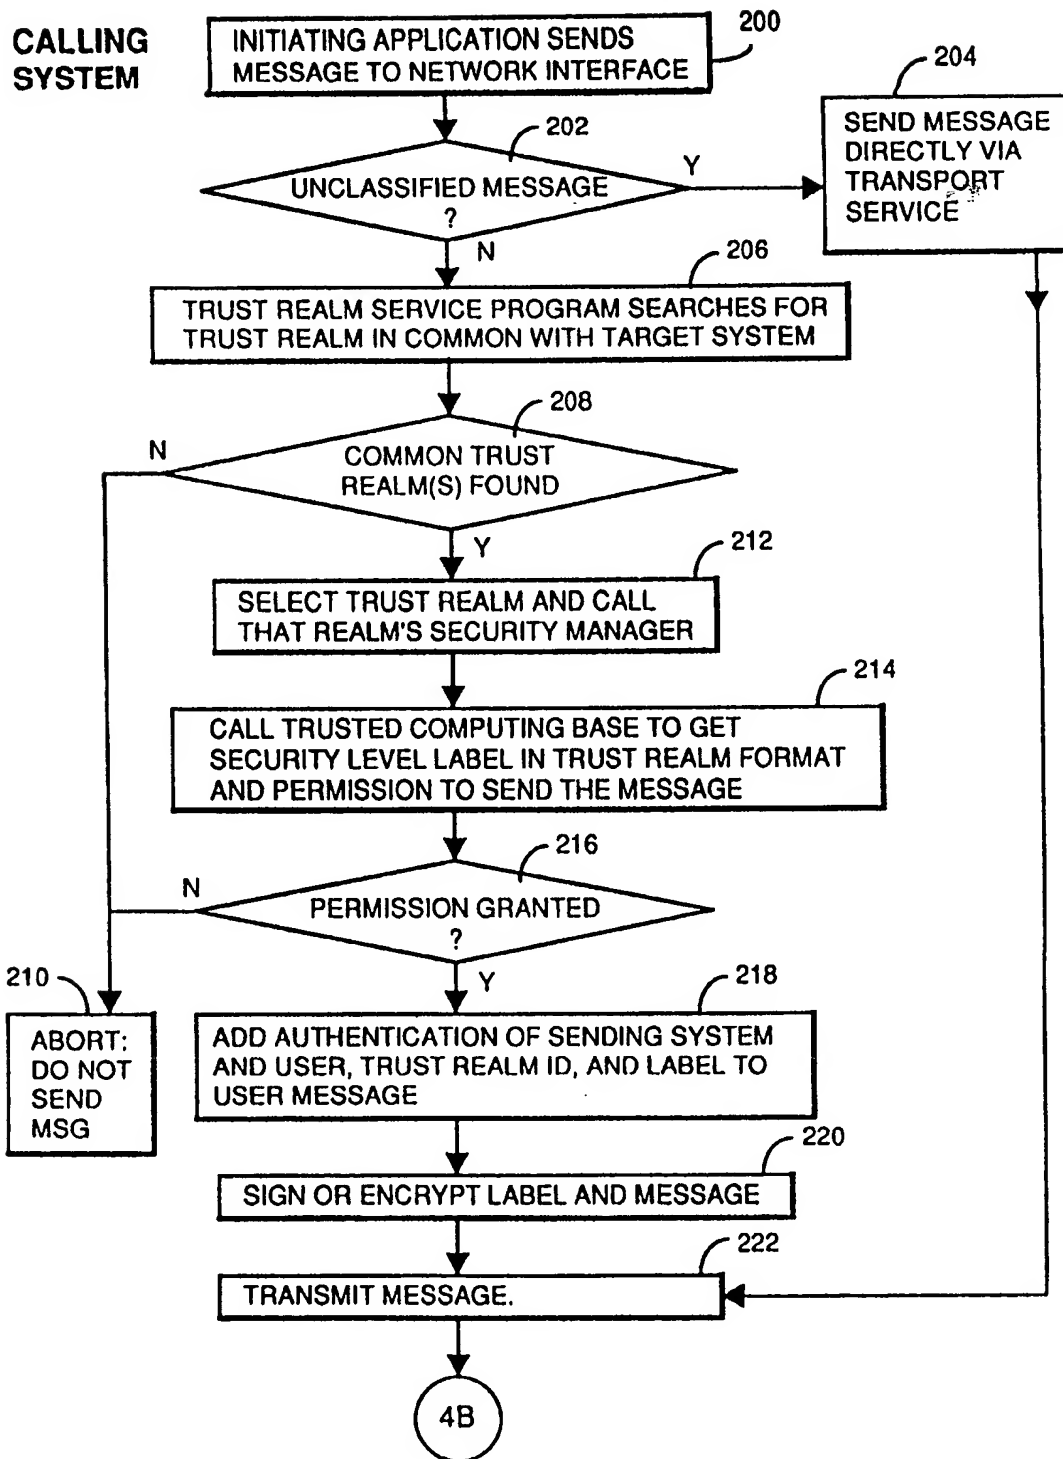 CALLING
SYSTEM
200
INITIATING APPLICATION SENDS
MESSAGE TO NETWORK INTERFACE
202
UNCLASSIFIED MESSAGE
?
Y
N
204
SEND MESSAGE
DIRECTLY VIA
TRANSPORT
SERVICE
206
TRUST REALM SERVICE PROGRAM SEARCHES FOR
TRUST REALM IN COMMON WITH TARGET SYSTEM
208
N
COMMON TRUST
REALM(S) FOUND
Y
212
SELECT TRUST REALM AND CALL
THAT REALM'S SECURITY MANAGER
214
CALL TRUSTED COMPUTING BASE TO GET
SECURITY LEVEL LABEL IN TRUST REALM FORMAT
AND PERMISSION TO SEND THE MESSAGE
216
N
PERMISSION GRANTED
?
Y
210
ABORT:
DO NOT
SEND
MSG
218
ADD AUTHENTICATION OF SENDING SYSTEM
AND USER, TRUST REALM ID, AND LABEL TO
USER MESSAGE
220
SIGN OR ENCRYPT LABEL AND MESSAGE
222
TRANSMIT MESSAGE.
4B